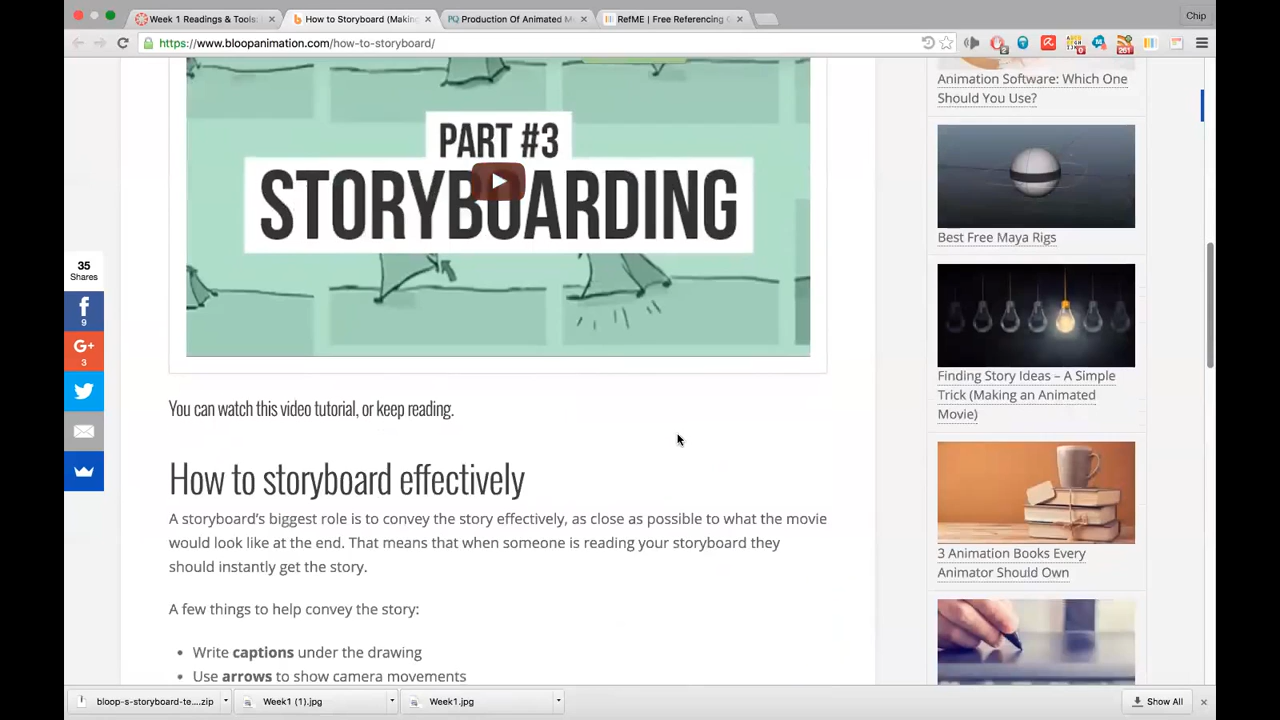 Week 1 Readings & Tools:
How to Storyboard (Makin
Production Of Animated M
RefME | Free Referencing
Chip
https://www.bloopanimation.com/how-to-storyboard/
2
0
261
PART #3
STORYBOARDING
35
Shares
f
9
G+
3
You can watch this video tutorial, or keep reading.
How to storyboard effectively
A storyboard's biggest role is to convey the story effectively, as close as possible to what the movie
would look like at the end. That means that when someone is reading your storyboard they
should instantly get the story.
A few things to help convey the story:
• Write captions under the drawing
• Use arrows to show camera movements
Animation Software: Which One
Should You Use?
Best Free Maya Rigs
Finding Story Ideas – A Simple
Trick (Making an Animated
Movie)
3 Animation Books Every
Animator Should Own
bloop-s-storyboard-te....zip
Week1 (1).jpg
Week1.jpg
Show All